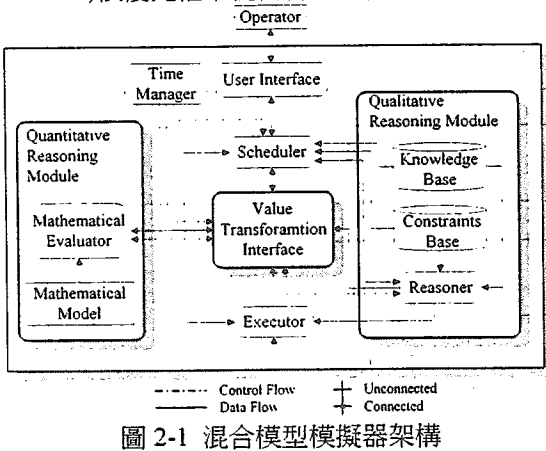 Operator
Time
Manager
User Interface
Quantitative
Reasoning
Module
Qualitative
Reasoning Module
Scheduler
Knowledge
Base
Mathematical
Evaluator
Value
Transforamtion
Interface
Constraints
Base
Mathematical
Model
Reasoner
Executor
Control Flow
Unconnected
Data Flow
Connected
圖 2-1 混合模型模擬器架構